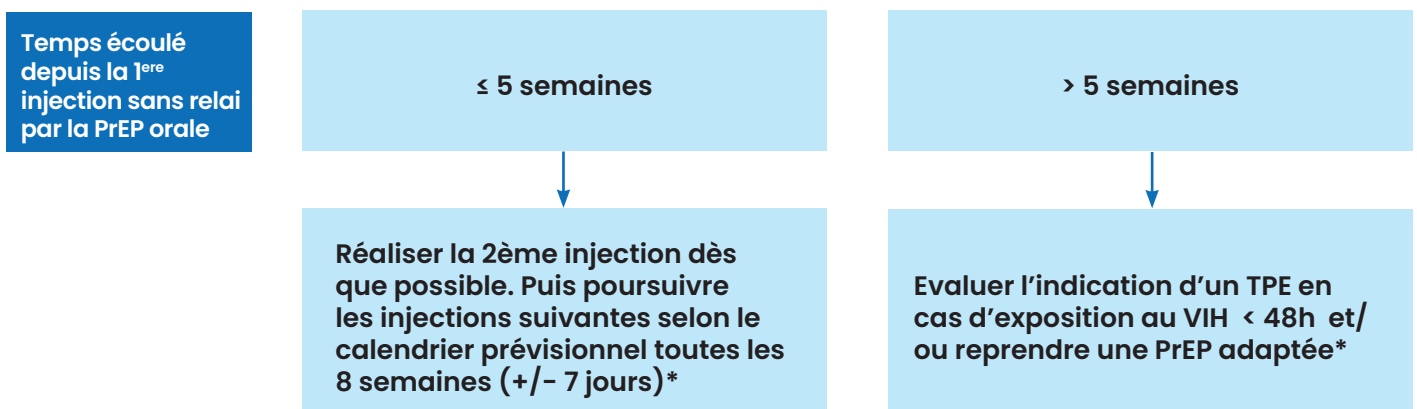 Temps écoulé
depuis la 1ere
injection sans relai
par la PrEP orale
≤ 5 semaines
> 5 semaines
Réaliser la 2ème injection dès
que possible. Puis poursuivre
les injections suivantes selon le
calendrier prévisionnel toutes les
8 semaines (+/- 7 jours)*
Evaluer l’indication d’un TPE en
cas d’exposition au VIH < 48h et/
ou reprendre une PrEP adaptée*